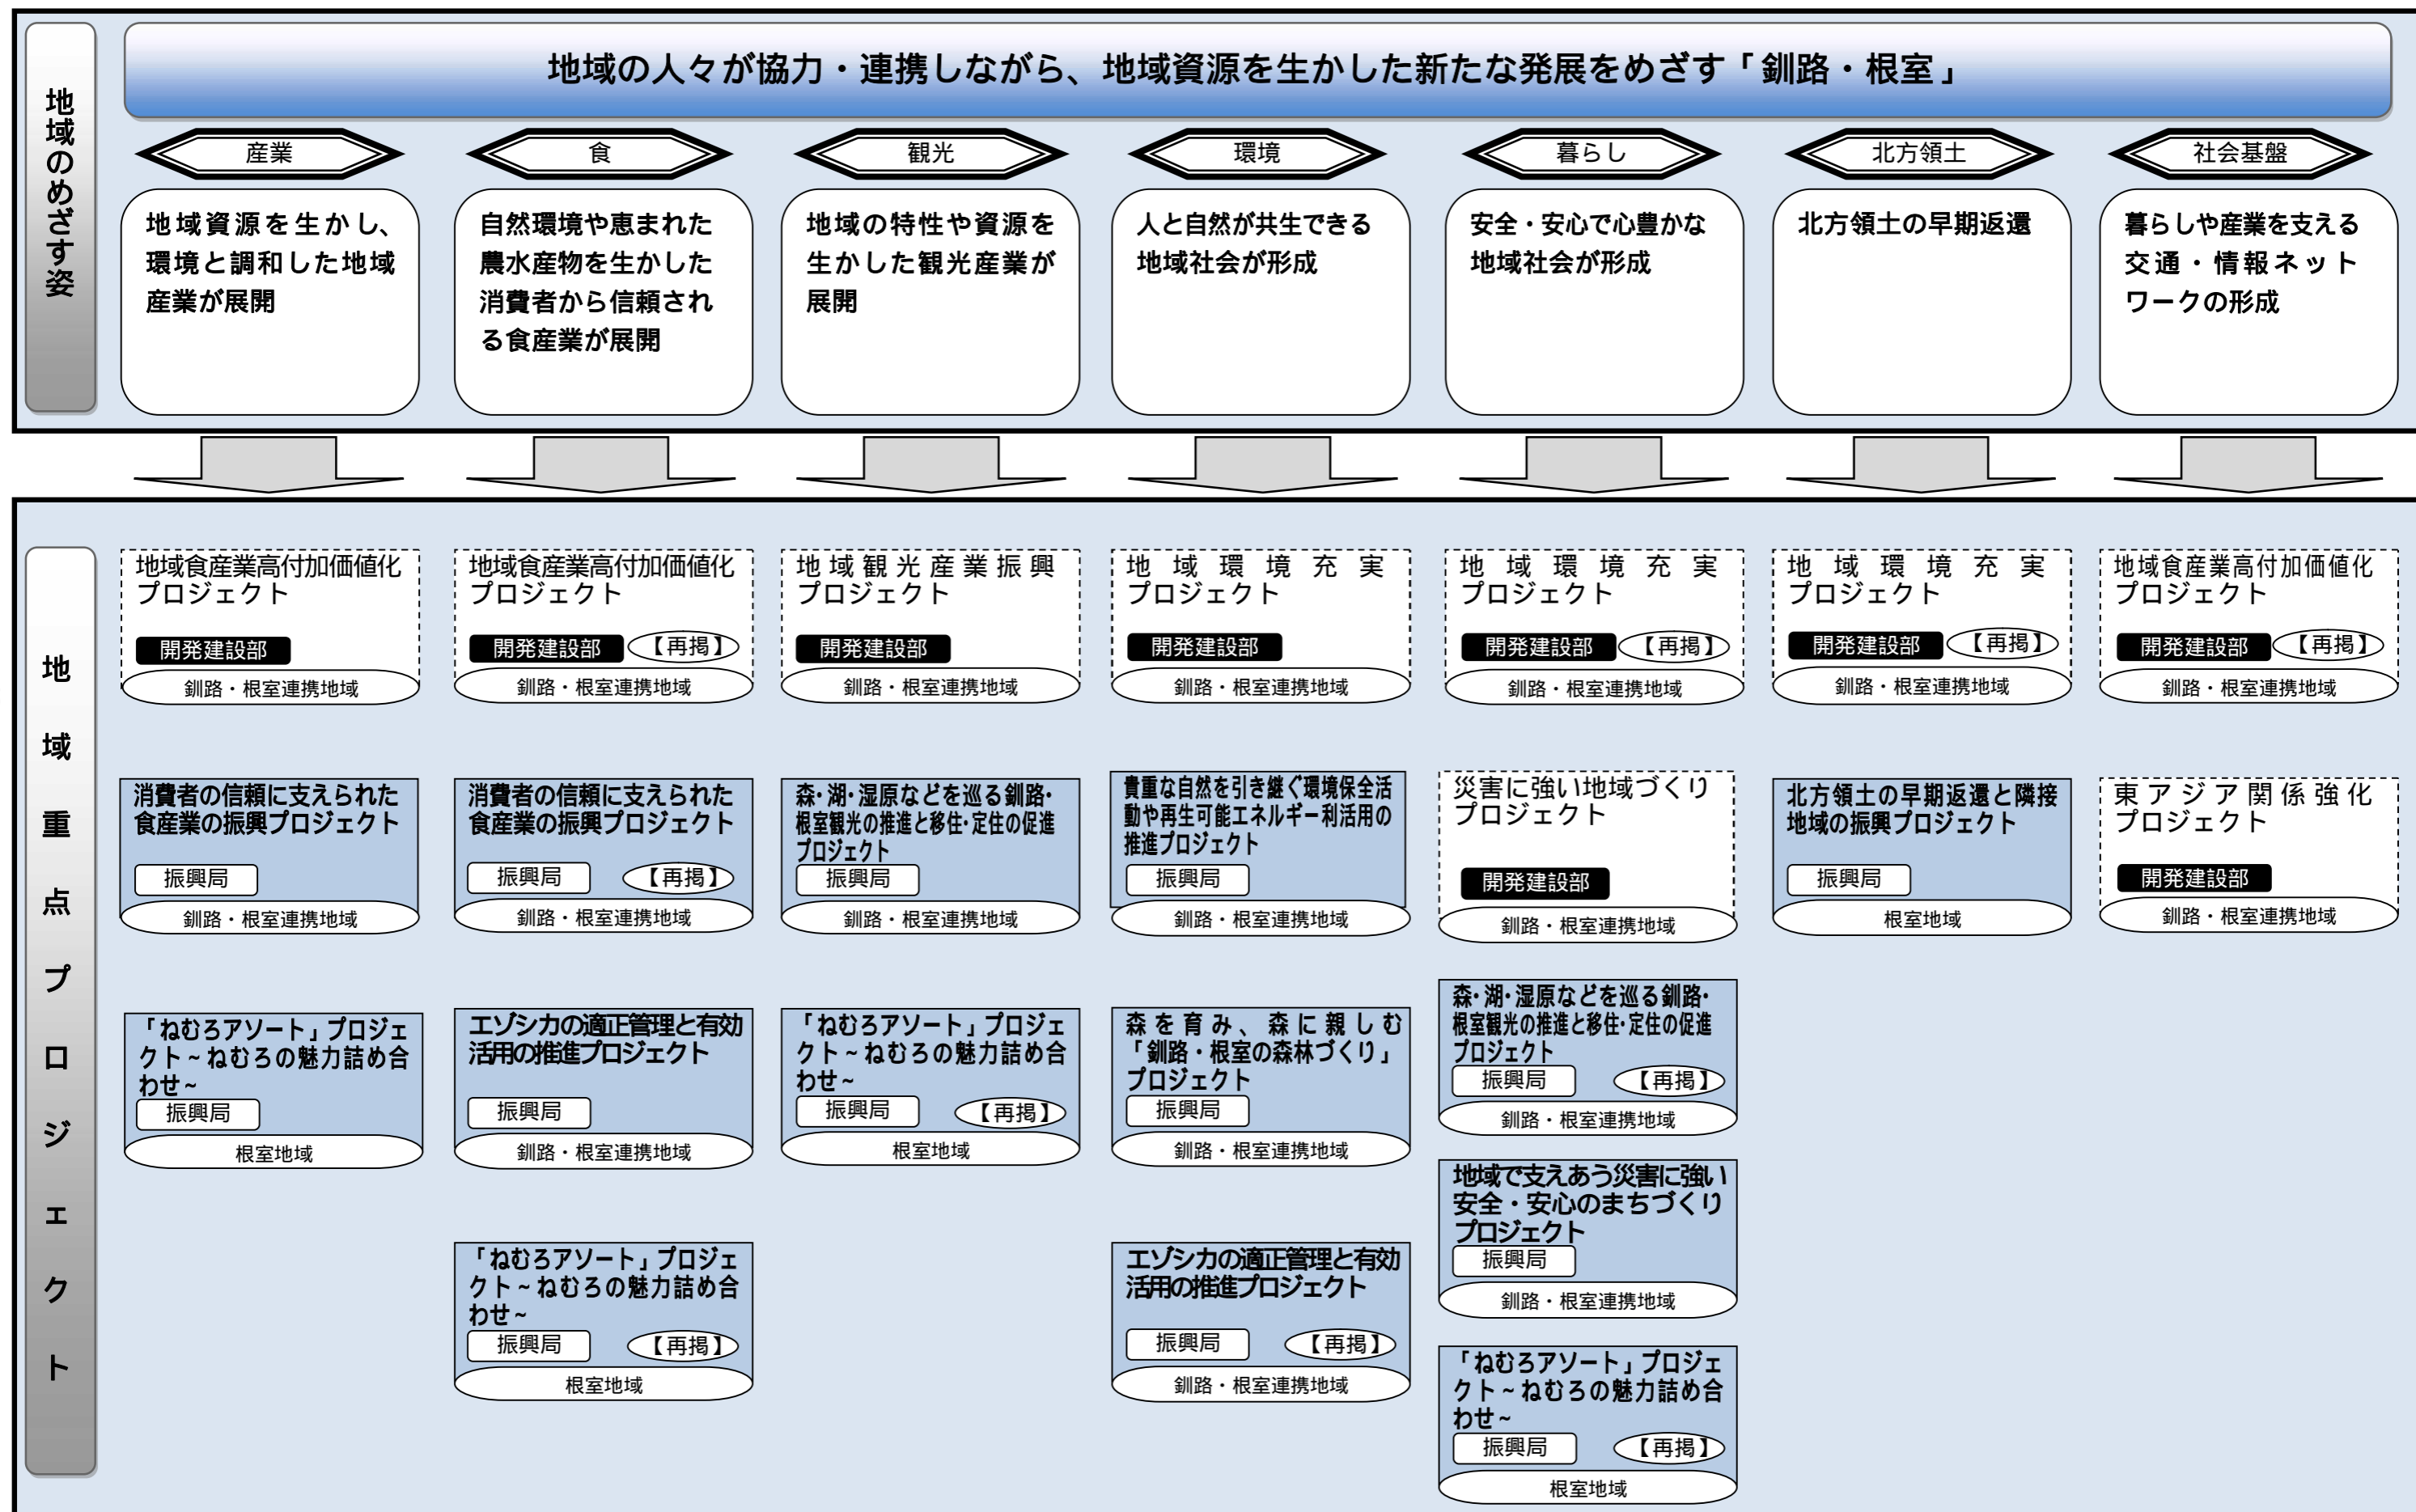 地域のめざす姿
地域の人々が協力・連携しながら、地域資源を生かした新たな発展をめざす「釧路・根室」
産業
地域資源を生かし、
環境と調和した地域
産業が展開
食
自然環境や恵まれた
農水産物を生かした
消費者から信頼され
る食産業が展開
観光
地域の特性や資源を
生かした観光産業が
展開
環境
人と自然が共生できる
地域社会が形成
暮らし
安全・安心で心豊かな
地域社会が形成
北方領土
北方領土の早期返還
社会基盤
暮らしや産業を支える
交通・情報ネット
ワークの形成
地域重点プロジェクト
地域食産業高付加価値化
プロジェクト
開発建設部
釧路・根室連携地域
消費者の信頼に支えられた
食産業の振興プロジェクト
振興局
釧路・根室連携地域
「ねむろアソート」プロジェ
クト～ねむろの魅力詰め合
わせ～
振興局
根室地域
地域食産業高付加価値化
プロジェクト
開発建設部
【再掲】
釧路・根室連携地域
消費者の信頼に支えられた
食産業の振興プロジェクト
振興局
【再掲】
釧路・根室連携地域
エゾシカの適正管理と有効
活用の推進プロジェクト
振興局
釧路・根室連携地域
「ねむろアソート」プロジェ
クト～ねむろの魅力詰め合
わせ～
振興局
【再掲】
根室地域
地域観光産業振興
プロジェクト
開発建設部
釧路・根室連携地域
森・湖・湿原などを巡る釧路・
根室観光の推進と移住・定住の促進
プロジェクト
振興局
釧路・根室連携地域
「ねむろアソート」プロジェ
クト～ねむろの魅力詰め合
わせ～
振興局
【再掲】
根室地域
地域環境充実
プロジェクト
開発建設部
釧路・根室連携地域
貴重な自然を引き継ぐ環境保全活
動や再生可能エネルギー利活用の
推進プロジェクト
振興局
釧路・根室連携地域
森を育み、森に親しむ
「釧路・根室の森林づくり」
プロジェクト
振興局
釧路・根室連携地域
エゾシカの適正管理と有効
活用の推進プロジェクト
振興局
【再掲】
釧路・根室連携地域
地域環境充実
プロジェクト
開発建設部
【再掲】
釧路・根室連携地域
災害に強い地域づくり
プロジェクト
開発建設部
釧路・根室連携地域
森・湖・湿原などを巡る釧路・
根室観光の推進と移住・定住の促進
プロジェクト
振興局
【再掲】
釧路・根室連携地域
地域で支えあう災害に強い
安全・安心のまちづくり
プロジェクト
振興局
釧路・根室連携地域
「ねむろアソート」プロジェ
クト～ねむろの魅力詰め合
わせ～
振興局
【再掲】
根室地域
地域環境充実
プロジェクト
開発建設部
【再掲】
釧路・根室連携地域
北方領土の早期返還と隣接
地域の振興プロジェクト
振興局
根室地域
地域食産業高付加価値化
プロジェクト
開発建設部
【再掲】
釧路・根室連携地域
東アジア関係強化
プロジェクト
開発建設部
釧路・根室連携地域